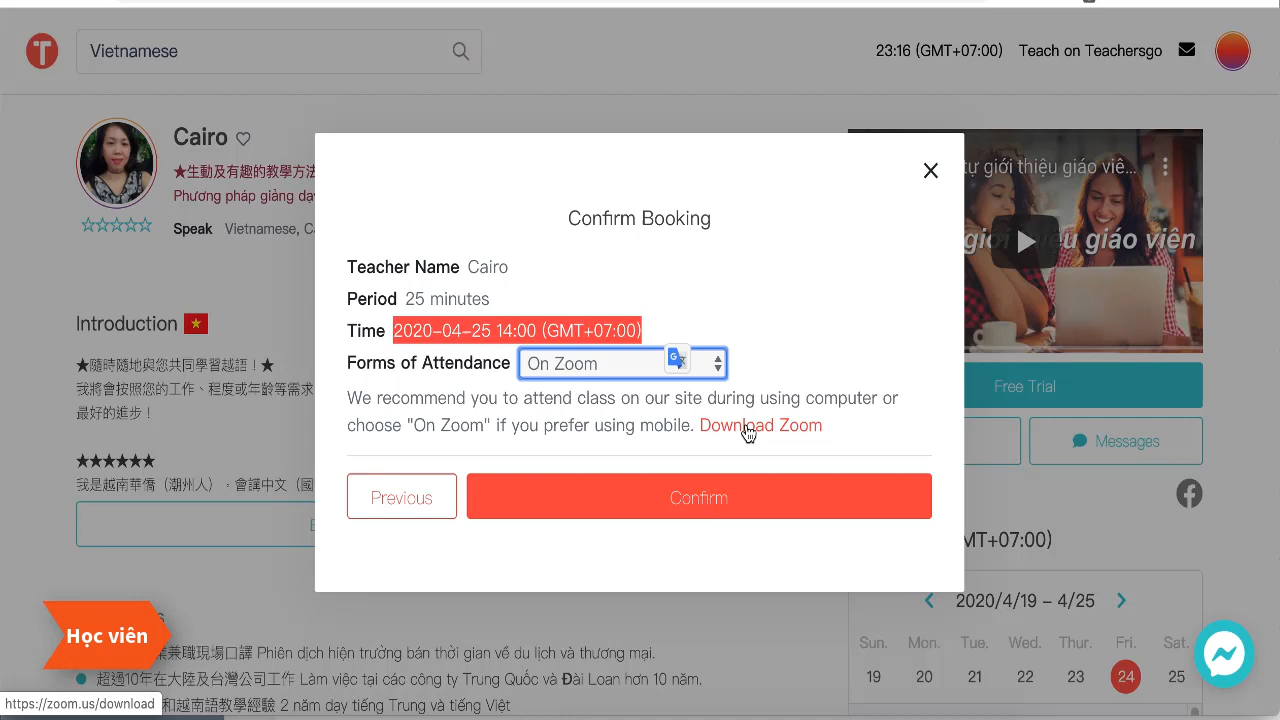 T
Vietnamese
23:16 (GMT+07:00)
Teach on Teachersgo
Cairo
★生動及有趣的教學方法
Phương pháp giảng dạy
Speak Vietnamese, C
tự giới thiệu giáo viê...
giới thiệu giáo viên
Introduction
★隨時隨地與您共同學習越語！★
我將會按照您的工作、程度或年齡等需求
最好的進步！
★★★★★★
我是越南華僑（潮州人），會講中文（國
Confirm Booking
Teacher Name Cairo
Period 25 minutes
Time 2020-04-25 14:00 (GMT+07:00)
Forms of Attendance On Zoom
We recommend you to attend class on our site during using computer or
choose "On Zoom" if you prefer using mobile. Download Zoom
Previous
Confirm
Free Trial
Messages
MT+07:00)
2020/4/19 – 4/25
Sun. Mon. Tue. Wed. Thur. Fri. Sat.
19 20 21 22 23 24 25
Học viên
業兼職現場口譯 Phiên dịch hiện trường bán thời gian về du lịch và thương mại.
超過10年在大陸及台灣公司工作 Làm việc tại các công ty Trung Quốc và Đài Loan hơn 10 năm.
和越南語教學經驗 2 năm dạy tiếng Trung và tiếng Việt
https://zoom.us/download